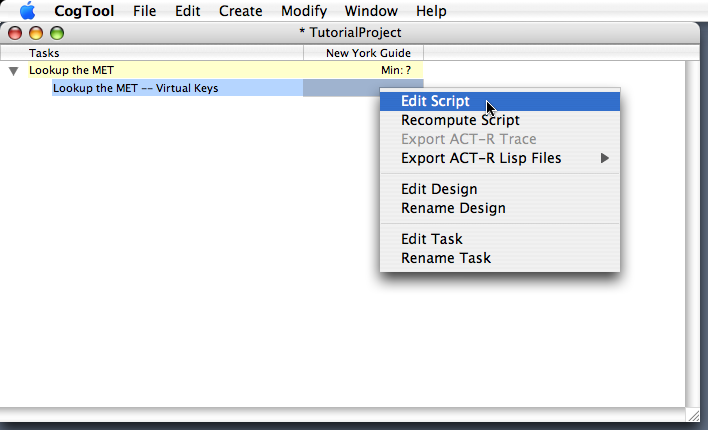 CogTool File Edit Create Modify Window Help
* TutorialProject
Tasks New York Guide
Lookup the MET Min: ?
Lookup the MET -- Virtual Keys
Edit Script
Recompute Script
Export ACT-R Trace
Export ACT-R Lisp Files
Edit Design
Rename Design
Edit Task
Rename Task